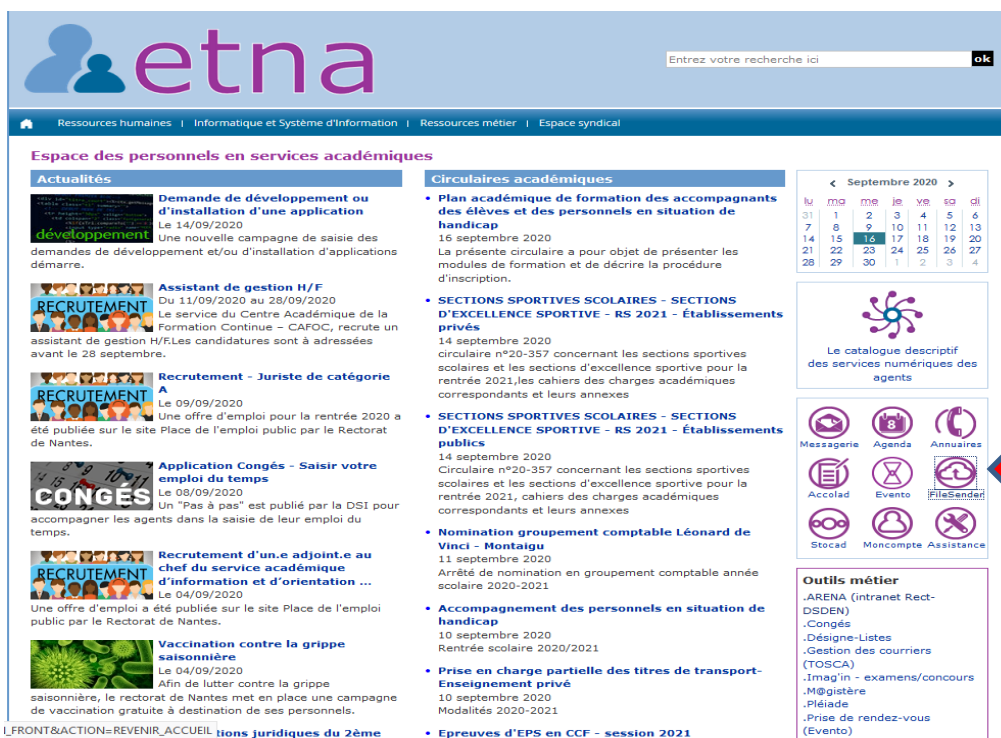 etna
Entrez votre recherche ici
ok
Ressources humaines | Informatique et Système d'Information | Ressources métier | Espace syndical
Espace des personnels en services académiques
Actualités
développement
Demande de développement ou
d'installation d'une application
Le 14/09/2020
Une nouvelle campagne de saisie des
demandes de développement et/ou d'installation d'applications
démarre.
RECRUTEMENT
Assistant de gestion H/F
Du 11/09/2020 au 28/09/2020
Le service du Centre Académique de la
Formation Continue – CAFOC, recrute un
assistant de gestion H/F.Les candidatures sont à adressées
avant le 28 septembre.
RECRUTEMENT
Recrutement - Juriste de catégorie
A
Le 09/09/2020
Une offre d'emploi pour la rentrée 2020 a
été publiée sur le site Place de l'emploi public par le Rectorat
de Nantes.
CONGÉS
Application Congés - Saisir votre
emploi du temps
Le 08/09/2020
Un "Pas à pas" est publié par la DSI pour
accompagner les agents dans la saisie de leur emploi du
temps.
RECRUTEMENT
Recrutement d'un.e adjoint.e au
chef du service académique
d'information et d'orientation ...
Le 04/09/2020
Une offre d'emploi a été publiée sur le site Place de l'emploi
public par le Rectorat de Nantes.
Vaccination contre la grippe
saisonnière
Le 04/09/2020
Afin de lutter contre la grippe
saisonnière, le rectorat de Nantes met en place une campagne
de vaccination gratuite à destination de ses personnels.
I_FRONT&ACTION=REVENIR_ACCUEIL
tions juridiques du 2ème
Circulaires académiques
• Plan académique de formation des accompagnants
des élèves et des personnels en situation de
handicap
16 septembre 2020
La présente circulaire a pour objet de présenter les
modules de formation et de décrire la procédure
d'inscription.
• SECTIONS SPORTIVES SCOLAIRES - SECTIONS
D'EXCELLENCE SPORTIVE - RS 2021 - Établissements
privés
14 septembre 2020
circulaire n°20-357 concernant les sections sportives
scolaires et les sections d'excellence sportive pour la
rentrée 2021,les cahiers des charges académiques
correspondants et leurs annexes
• SECTIONS SPORTIVES SCOLAIRES - SECTIONS
D'EXCELLENCE SPORTIVE - RS 2021 - Établissements
publics
14 septembre 2020
Circulaire n°20-357 concernant les sections sportives
scolaires et les sections d'excellence sportive pour la
rentrée 2021, cahiers des charges académiques
correspondants et leurs annexes
• Nomination groupement comptable Léonard de
Vinci - Montaigu
11 septembre 2020
Arrêté de nomination en groupement comptable année
scolaire 2020-2021
• Accompagnement des personnels en situation de
handicap
10 septembre 2020
Rentrée scolaire 2020/2021
• Prise en charge partielle des titres de transport-
Enseignement privé
10 septembre 2020
Modalités 2020-2021
• Epreuves d'EPS en CCF - session 2021
Septembre 2020
lu ma me je ve sa di
31 1 2 3 4 5 6
7 8 9 10 11 12 13
14 15 16 17 18 19 20
21 22 23 24 25 26 27
28 29 30 1 2 3 4
Le catalogue descriptif
des services numériques des
agents
8
Messagerie Agenda Annuaires
Accolad Evento FileSender
Stocad Moncompte Assistance
Outils métier
.ARENA (intranet Rect-
DSDEN)
.Congés
.Désigne-Listes
.Gestion des courriers
(TOSCA)
.Imag'in - examens/concours
.M@gistère
.Pléiade
.Prise de rendez-vous
(Evento)